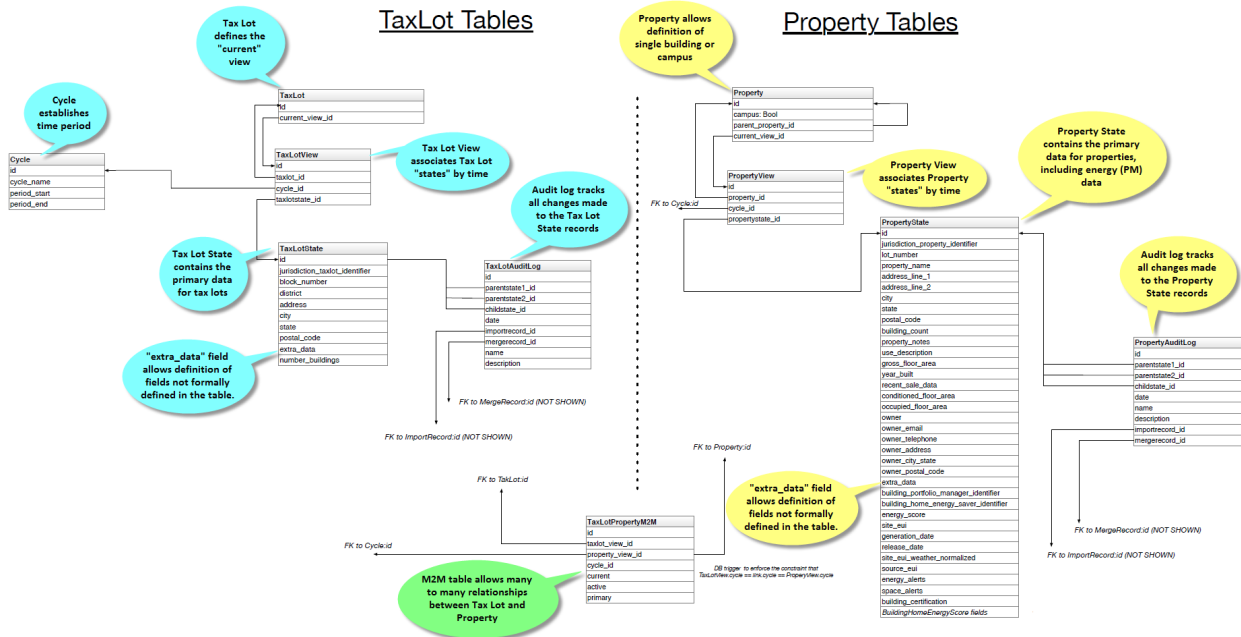 TaxLot Tables
Property Tables
Tax Lot
defines the
"current"
view
Cycle
establishes
time period
TaxLot
id
current_view_id
Cycle
id
cycle_name
period_start
period_end
TaxLotView
id
taxlot_id
cycle_id
taxlotstate_id
Tax Lot View
associates Tax Lot
"states" by time
Audit log tracks
all changes made
to the Tax Lot
State records
Tax Lot State
contains the
primary data
for tax lots
TaxLotState
id
jurisdiction_taxlot_identifier
block_number
district
address
city
state
postal_code
extra_data
number_buildings
TaxLotAuditLog
id
parentstate1_id
parentstate2_id
childstate_id
date
importrecord_id
mergerecord_id
name
description
"extra_data" field
allows definition of
fields not formally
defined in the table.
FK to MergeRecord:id (NOT SHOWN)
FK to ImportRecord:id (NOT SHOWN)
Property allows
definition of
single building or
campus
Property
id
campus: Bool
parent_property_id
current_view_id
PropertyView
id
property_id
cycle_id
propertystate_id
FK to Cycle:id
Property View
associates Property
"states" by time
Property State
contains the primary
data for properties,
including energy (PM)
data
PropertyState
id
jurisdiction_property_identifier
lot_number
property_name
address_line_1
address_line_2
city
state
postal_code
building_count
property_notes
use_description
gross_floor_area
year_built
recent_sale_data
conditioned_floor_area
occupied_floor_area
owner
owner_email
owner_telephone
owner_address
owner_city_state
owner_postal_code
extra_data
building_portfolio_manager_identifier
building_home_energy_saver_identifier
energy_score
site_eui
generation_date
release_date
site_eui_weather_normalized
source_eui
energy_alerts
space_alerts
building_certification
BuildingHomeEnergyScore fields
Audit log tracks
all changes made
to the Property
State records
PropertyAuditLog
id
parentstate1_id
parentstate2_id
childstate_id
date
name
description
importrecord_id
mergerecord_id
FK to MergeRecord:id (NOT SHOWN)
FK to ImportRecord:id (NOT SHOWN)
"extra_data" field
allows definition of
fields not formally
defined in the table.
FK to Property:id
FK to TakLot:id
FK to Cycle:id
TaxLotPropertyM2M
id
taxlot_view_id
property_view_id
cycle_id
current
active
primary
DB trigger to enforce the constraint that
TaxLotView.cycle == link.cycle == ProperyView.cycle
M2M table allows many
to many relationships
between Tax Lot and
Property